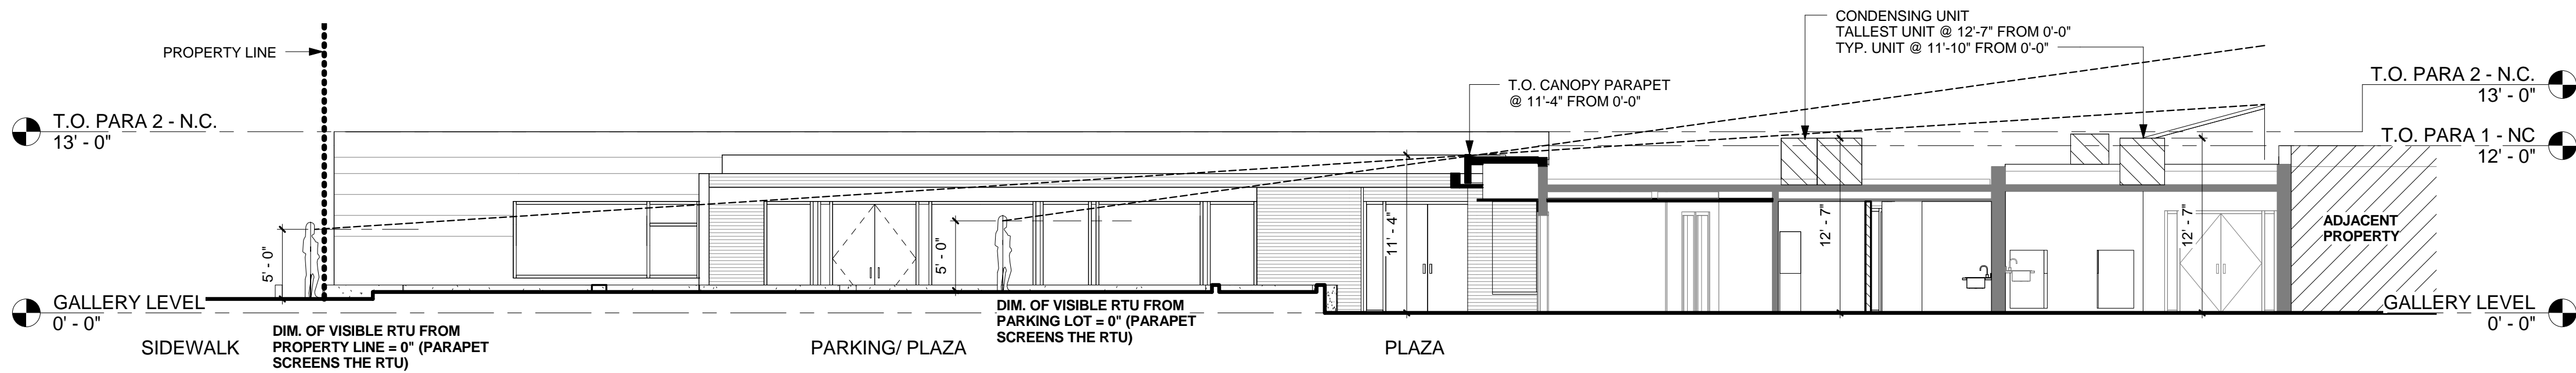 PROPERTY LINE
CONDENSING UNIT
TALLEST UNIT @ 12'-7" FROM 0'-0"
TYP. UNIT @ 11'-10" FROM 0'-0"
T.O. CANOPY PARAPET
@ 11'-4" FROM 0'-0"
T.O. PARA 2 - N.C.
13' - 0"
T.O. PARA 2 - N.C.
13' - 0"
T.O. PARA 1 - NC
12' - 0"
5' - 0"
5' - 0"
11' - 4"
12' - 7"
12' - 7"
ADJACENT
PROPERTY
GALLERY LEVEL
0' - 0"
DIM. OF VISIBLE RTU FROM
PROPERTY LINE = 0" (PARAPET
SCREENS THE RTU)
DIM. OF VISIBLE RTU FROM
PARKING LOT = 0" (PARAPET
SCREENS THE RTU)
GALLERY LEVEL
0' - 0"
SIDEWALK
PARKING/ PLAZA
PLAZA